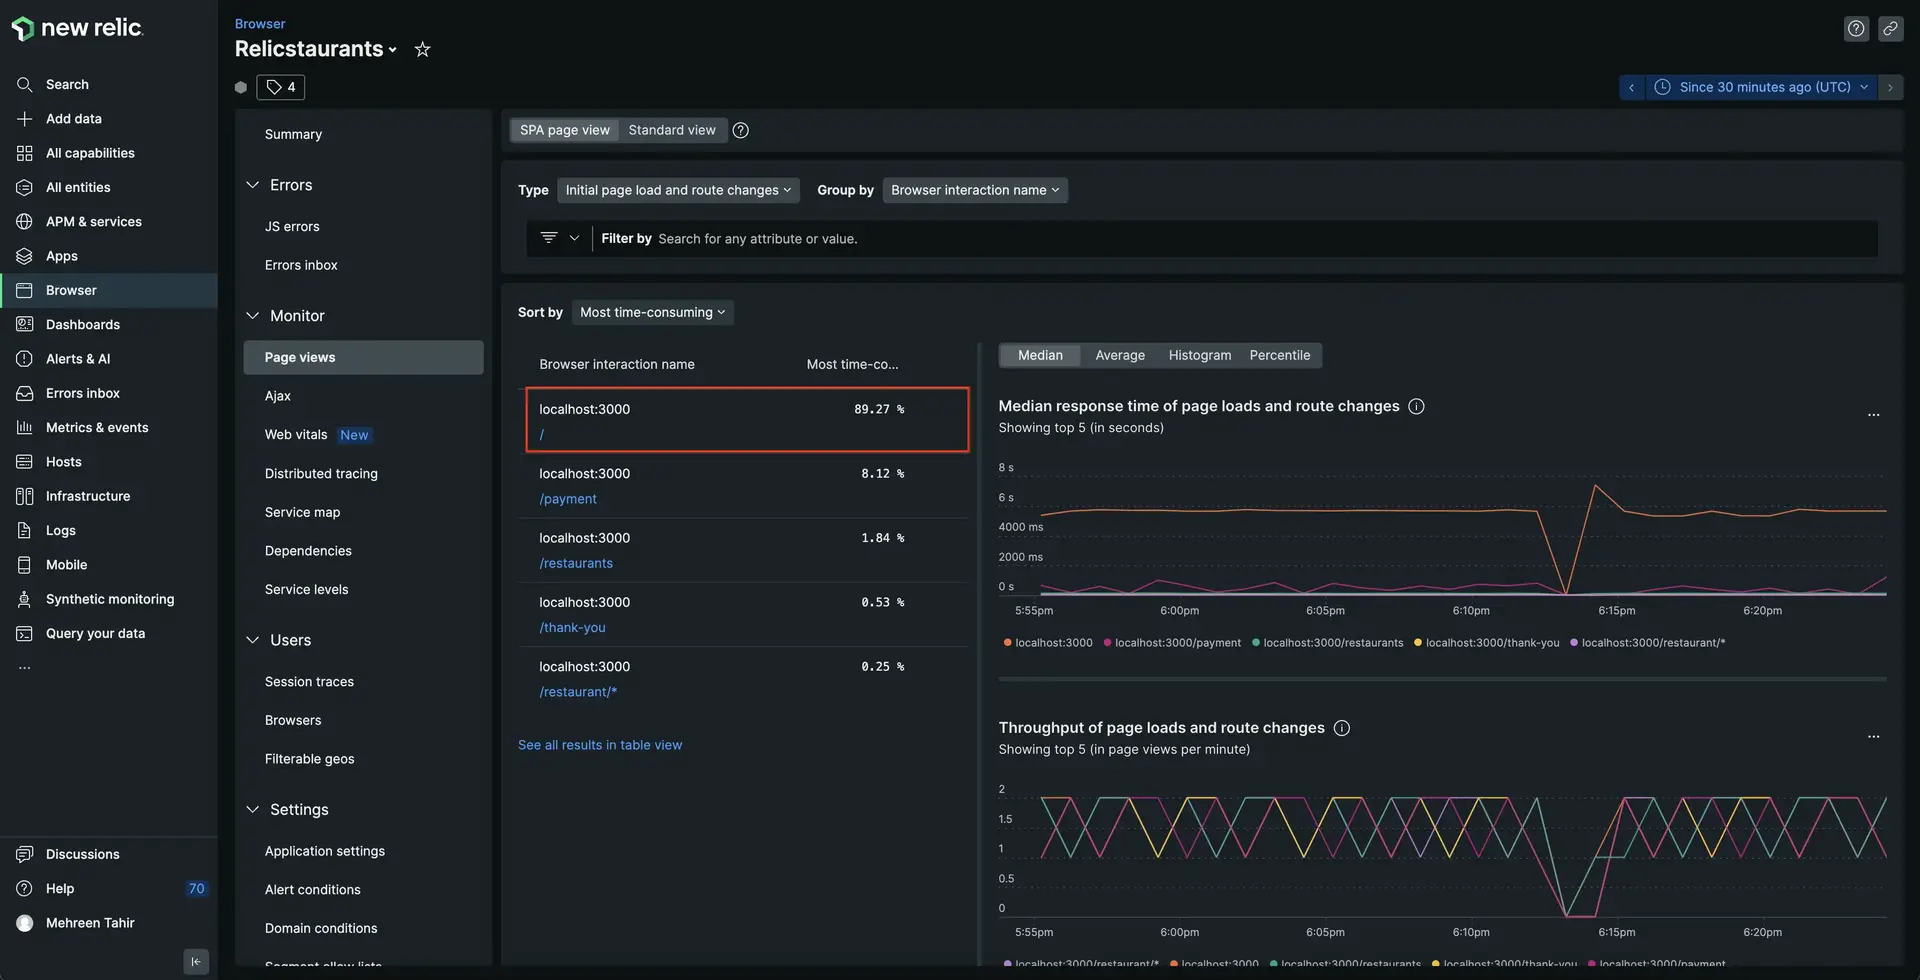 new relic.
Search
Add data
All capabilities
All entities
APM & services
Apps
Browser
Dashboards
Alerts & AI
Errors inbox
Metrics & events
Hosts
Infrastructure
Logs
Mobile
Synthetic monitoring
Query your data
...
Discussions
Help 70
Mehreen Tahir
Browser
Relicstaurants
4
Since 30 minutes ago (UTC)
Summary
Errors
JS errors
Errors inbox
Monitor
Page views
Ajax
Web vitals New
Distributed tracing
Service map
Dependencies
Service levels
Users
Session traces
Browsers
Filterable geos
Settings
Application settings
Alert conditions
Domain conditions
Segment allow lists
SPA page view Standard view
Type Initial page load and route changes Group by Browser interaction name
Filter by Search for any attribute or value.
Sort by Most time-consuming
Browser interaction name Most time-co...
localhost:3000 89.27 %
/
localhost:3000 8.12 %
/payment
localhost:3000 1.84 %
/restaurants
localhost:3000 0.53 %
/thank-you
localhost:3000 0.25 %
/restaurant/*
See all results in table view
Median Average Histogram Percentile
Median response time of page loads and route changes
...
Showing top 5 (in seconds)
8 s
6 s
4000 ms
2000 ms
0 s
5:55pm 6:00pm 6:05pm 6:10pm 6:15pm 6:20pm
localhost:3000 localhost:3000/payment localhost:3000/restaurants localhost:3000/thank-you localhost:3000/restaurant/*
Throughput of page loads and route changes
...
Showing top 5 (in page views per minute)
2
1.5
1
0.5
0
5:55pm 6:00pm 6:05pm 6:10pm 6:15pm 6:20pm
localhost:3000/restaurant/* localhost:3000 localhost:3000/restaurants localhost:3000/thank-you localhost:3000/payment